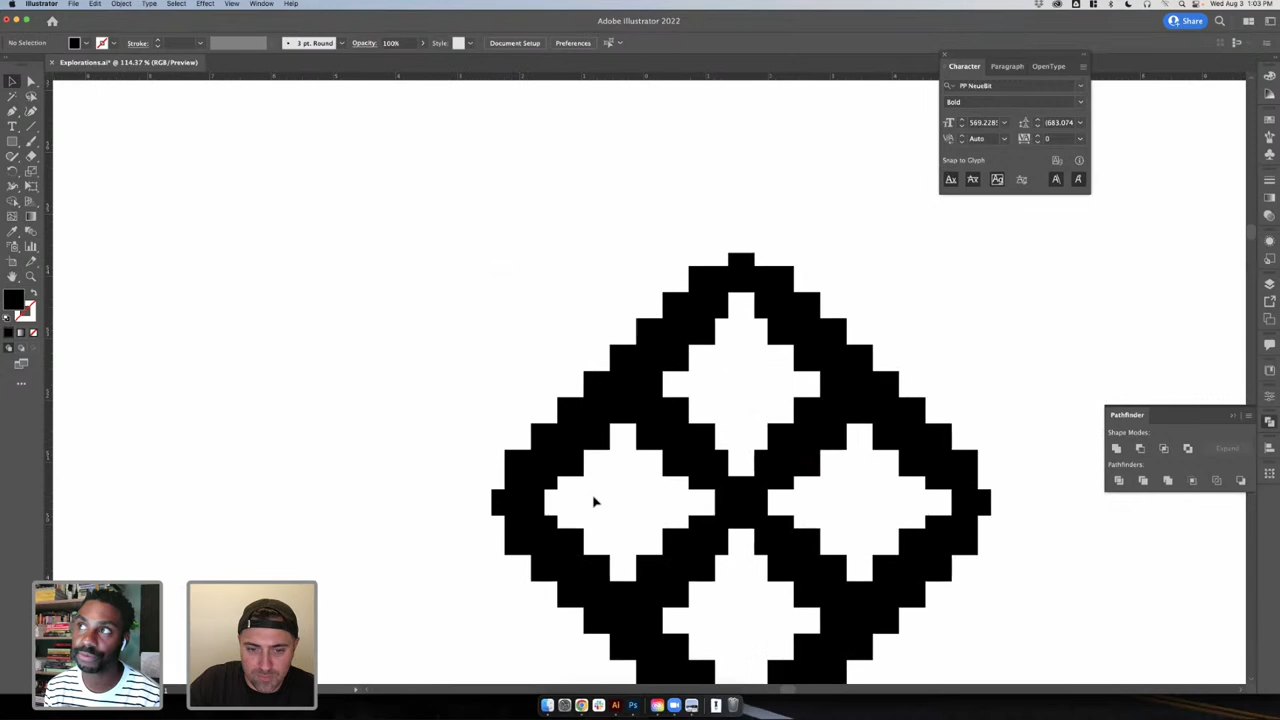 Illustrator File Edit Object Type Select Effect View Window Help Wed Aug 3 1:03 PM
Adobe Illustrator 2022 Share
No Selection Stroke: 3 pt. Round Opacity: 100% Style: Document Setup Preferences
Explorations.ai* @ 114.37 % (RGB/Preview)
Character Paragraph OpenType
PP NeueBit
Bold
569.228! (683.074
Auto 0
Snap to Glyph
Pathfinder
Shape Modes:
Expand
Pathfinders: